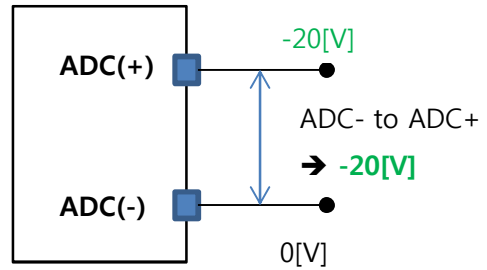 -20[V]
ADC(+)
ADC- to ADC+
➔ -20[V]
ADC(-)
0[V]